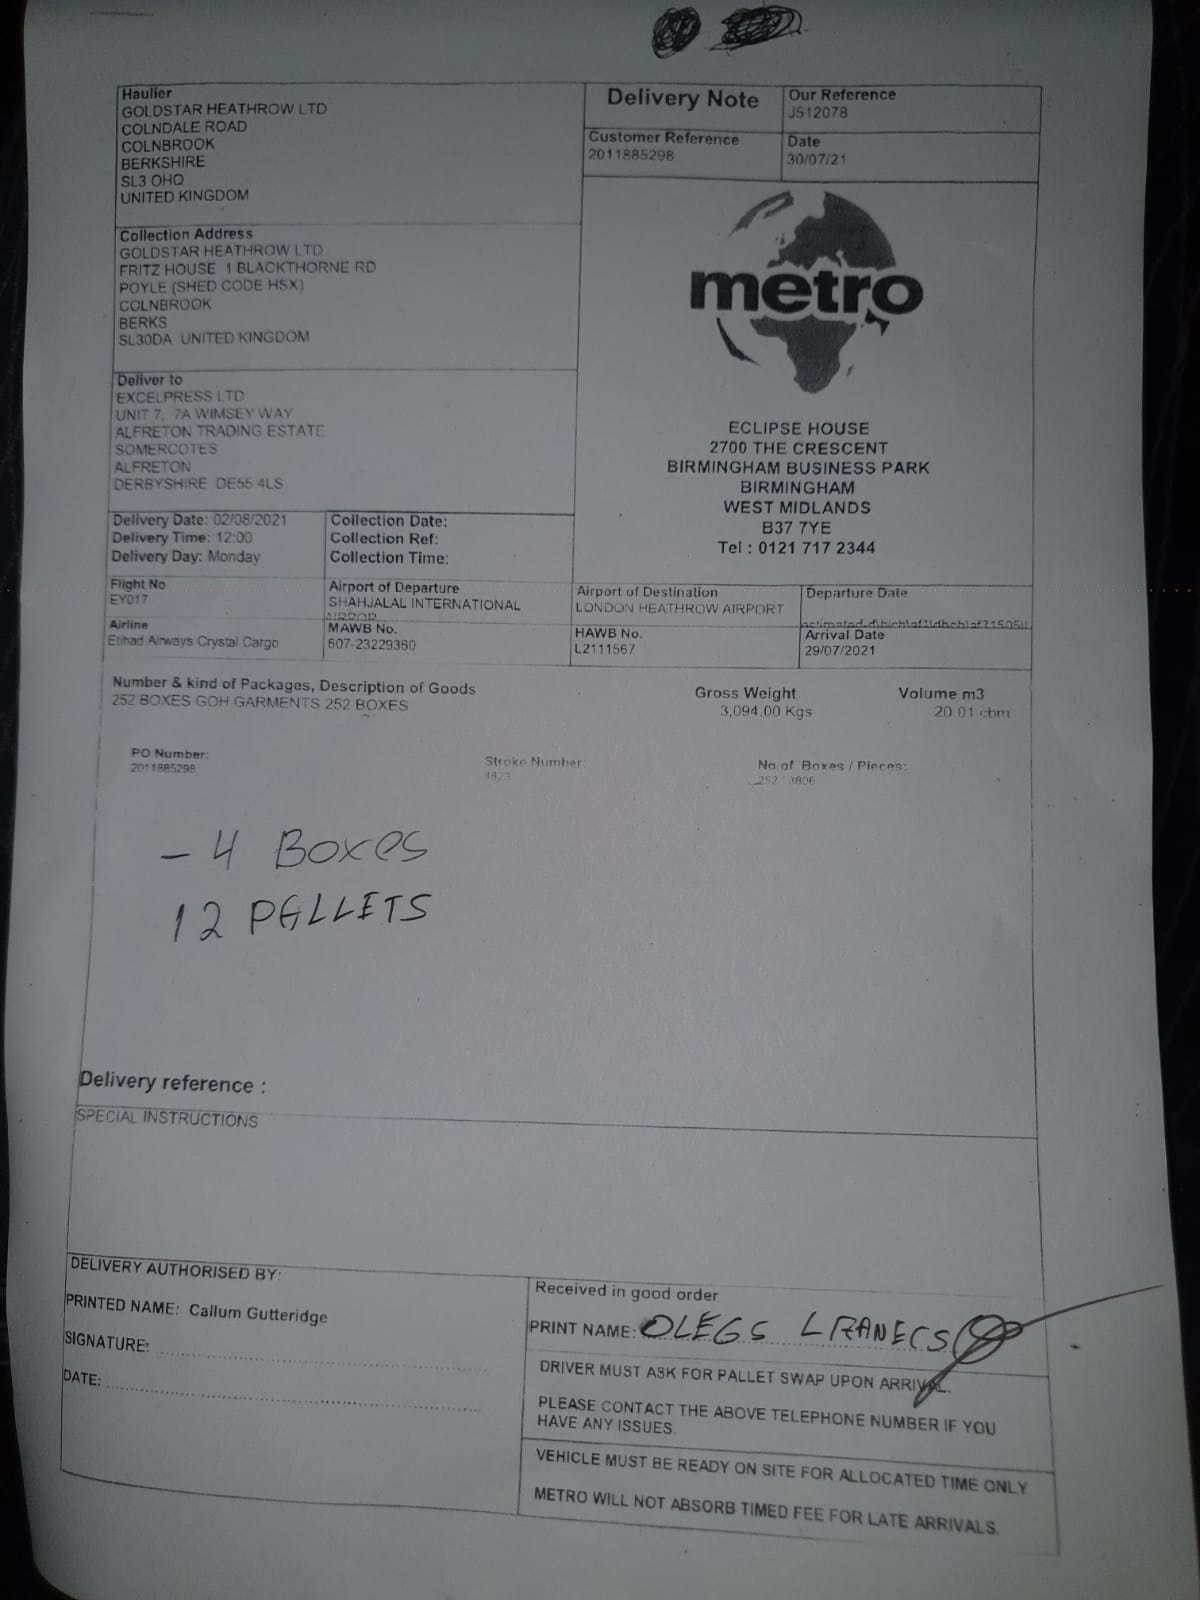 Haulier
GOLDSTAR HEATHROW LTD
COLNDALE ROAD
COLNBROOK
BERKSHIRE
SL3 OHQ
UNITED KINGDOM
Delivery Note
Our Reference
J512078
Customer Reference
2011885298
Date
30/07/21
Collection Address
GOLDSTAR HEATHROW LTD
FRITZ HOUSE 1 BLACKTHORNE RD
POYLE (SHED CODE HSX)
COLNBROOK
BERKS
SL30DA UNITED KINGDOM
metro
Deliver to
EXCELPRESS LTD
UNIT 7, 7A WIMSEY WAY
ALFRETON TRADING ESTATE
SOMERCOTES
ALFRETON
DERBYSHIRE DE55 4LS
ECLIPSE HOUSE
2700 THE CRESCENT
BIRMINGHAM BUSINESS PARK
BIRMINGHAM
WEST MIDLANDS
B37 7YE
Tel : 0121 717 2344
Delivery Date: 02/08/2021
Delivery Time: 12:00
Delivery Day: Monday
Collection Date:
Collection Ref:
Collection Time:
Flight No
EY017
Airport of Departure
SHAHJALAL INTERNATIONAL
Airport of Destination
LONDON HEATHROW AIRPORT
Departure Date
Airline
Etihad Airways Crystal Cargo
MAWB No.
607-23229360
HAWB No.
L2111567
Arrival Date
29/07/2021
Number & kind of Packages, Description of Goods
252 BOXES GOH GARMENTS 252 BOXES
Gross Weight
3,094.00 Kgs
Volume m3
20.01 cbm
PO Number:
2011885298
Stroke Number:
4823
No of Boxes / Pieces:
252
- 4 BOXES
12 PALLETS
Delivery reference :
SPECIAL INSTRUCTIONS
DELIVERY AUTHORISED BY:
PRINTED NAME: Callum Gutteridge
SIGNATURE:
DATE:
Received in good order
PRINT NAME: OLEGS
DRIVER MUST ASK FOR PALLET SWAP UPON ARRIVAL.
PLEASE CONTACT THE ABOVE TELEPHONE NUMBER IF YOU
HAVE ANY ISSUES.
VEHICLE MUST BE READY ON SITE FOR ALLOCATED TIME ONLY
METRO WILL NOT ABSORB TIMED FEE FOR LATE ARRIVALS.